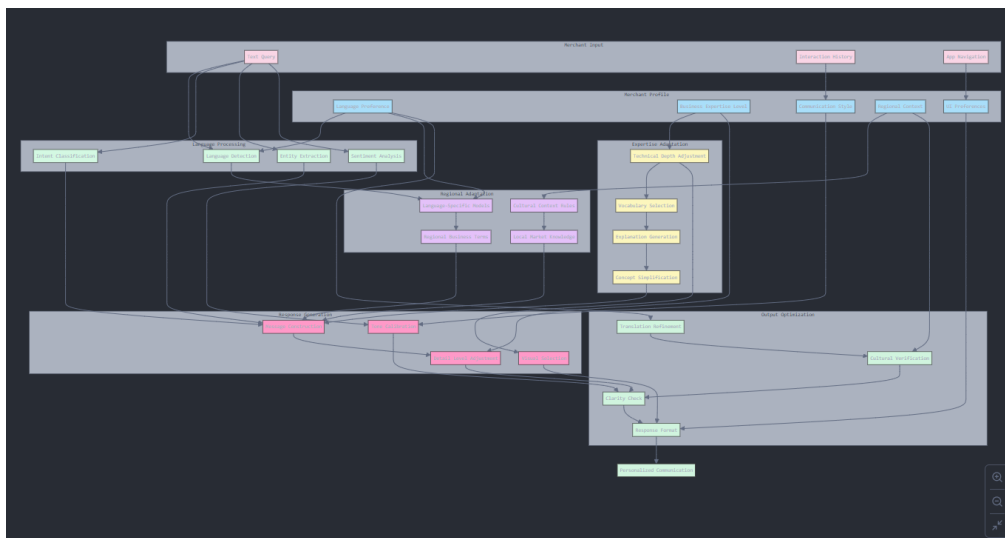 Merchant Input
Text Query
Interaction History
App Navigation
Merchant Profile
Language Preference
Business Expertise Level
Communication Style
Regional Context
UI Preferences
Language Processing
Intent Classification
Language Detection
Entity Extraction
Sentiment Analysis
Expertise Adaptation
Technical Depth Adjustment
Regional Adaptation
Language-Specific Models
Cultural Context Rules
Vocabulary Selection
Regional Business Terms
Local Market Knowledge
Explanation Generation
Concept Simplification
Response Generation
Output Optimization
Translation Refinement
Cultural Verification
Clarity Check
Response Format
Personalized Communication